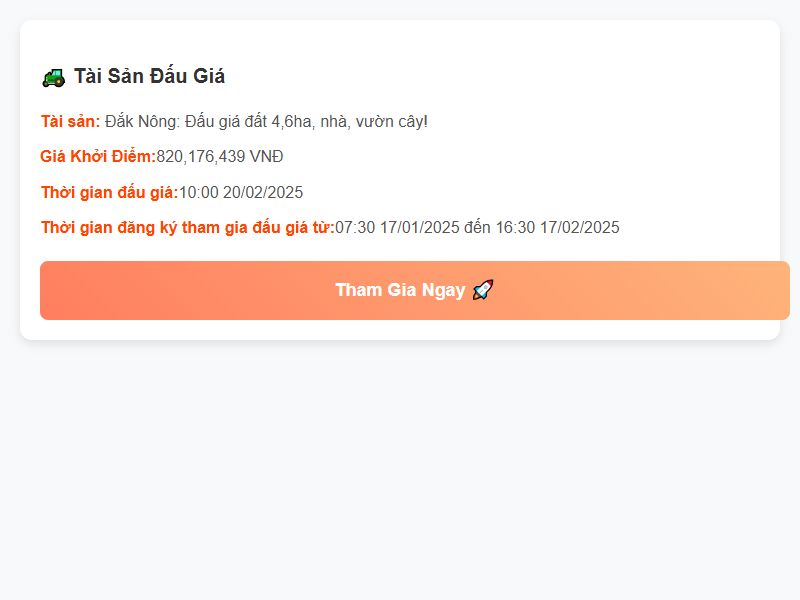 🚜 Tài Sản Đấu Giá
Tài sản: Đắk Nông: Đấu giá đất 4,6ha, nhà, vườn cây!
Giá Khởi Điểm:820,176,439 VNĐ
Thời gian đấu giá:10:00 20/02/2025
Thời gian đăng ký tham gia đấu giá từ:07:30 17/01/2025 đến 16:30 17/02/2025
Tham Gia Ngay 🚀